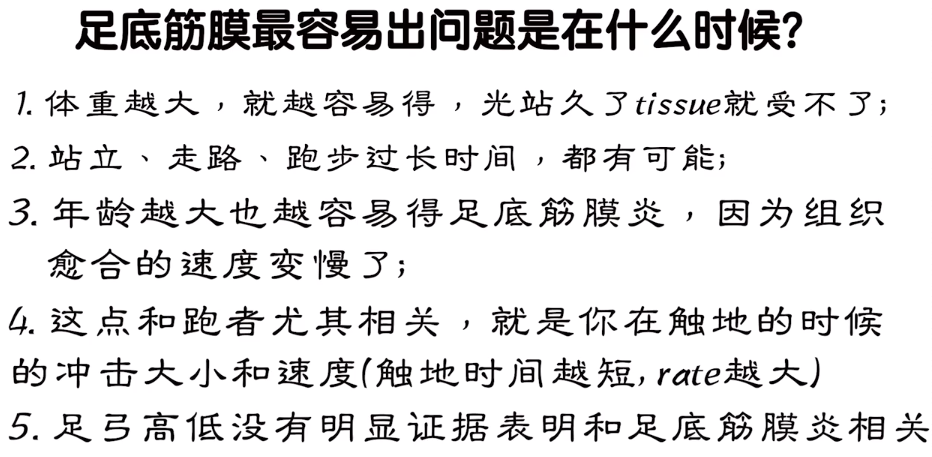 足底筋膜最容易出问题是在什么时候?
1. 体重越大，就越容易得，光站久了tissue就受不了;
2. 站立、走路、跑步过长时间，都有可能;
3. 年龄越大也越容易得足底筋膜炎，因为组织
愈合的速度变慢了;
4. 这点和跑者尤其相关，就是你在触地的时候
的冲击大小和速度(触地时间越短, rate越大)
5. 足弓高低没有明显证据表明和足底筋膜炎相关